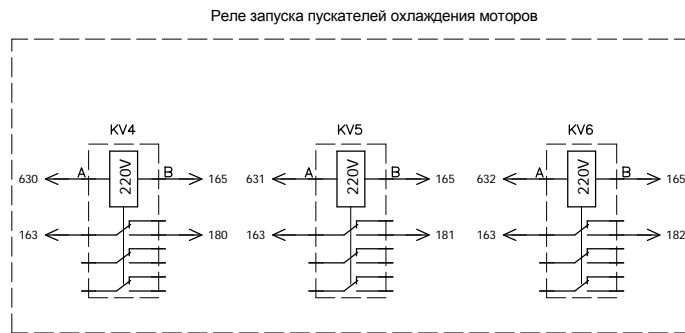 Реле запуска пускателей охлаждения моторов
KV4 KV5 KV6
630 A 220V B 165 631 A 220V B 165 632 A 220V B 165
163 180 163 181 163 182